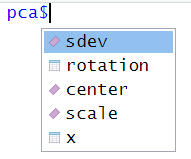 pca$
sdev
rotation
center
scale
x